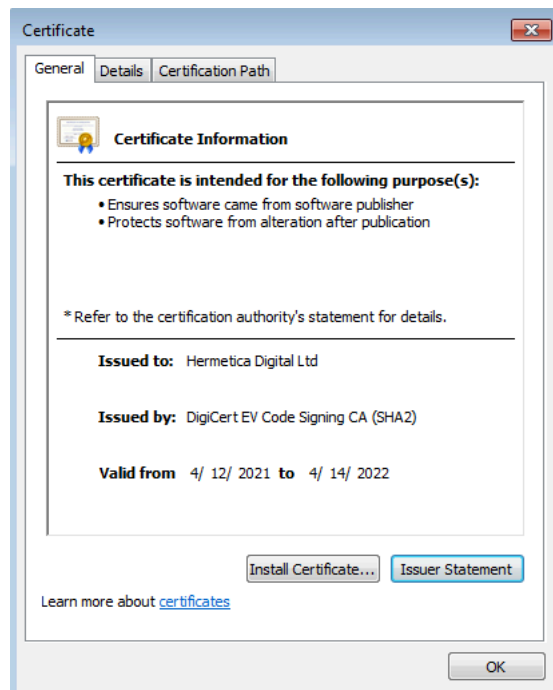 Certificate
General Details Certification Path
Certificate Information
This certificate is intended for the following purpose(s):
• Ensures software came from software publisher
• Protects software from alteration after publication
* Refer to the certification authority's statement for details.
Issued to: Hermetica Digital Ltd
Issued by: DigiCert EV Code Signing CA (SHA2)
Valid from 4/ 12/ 2021 to 4/ 14/ 2022
Install Certificate... Issuer Statement
Learn more about certificates
OK